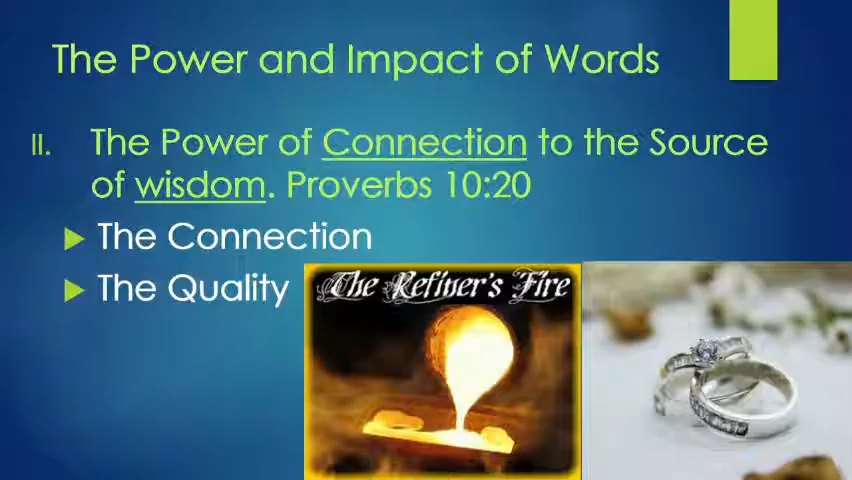 The Power and Impact of Words
II. The Power of Connection to the Source
of wisdom. Proverbs 10:20
The Connection
The Quality
The Refiner's Fire